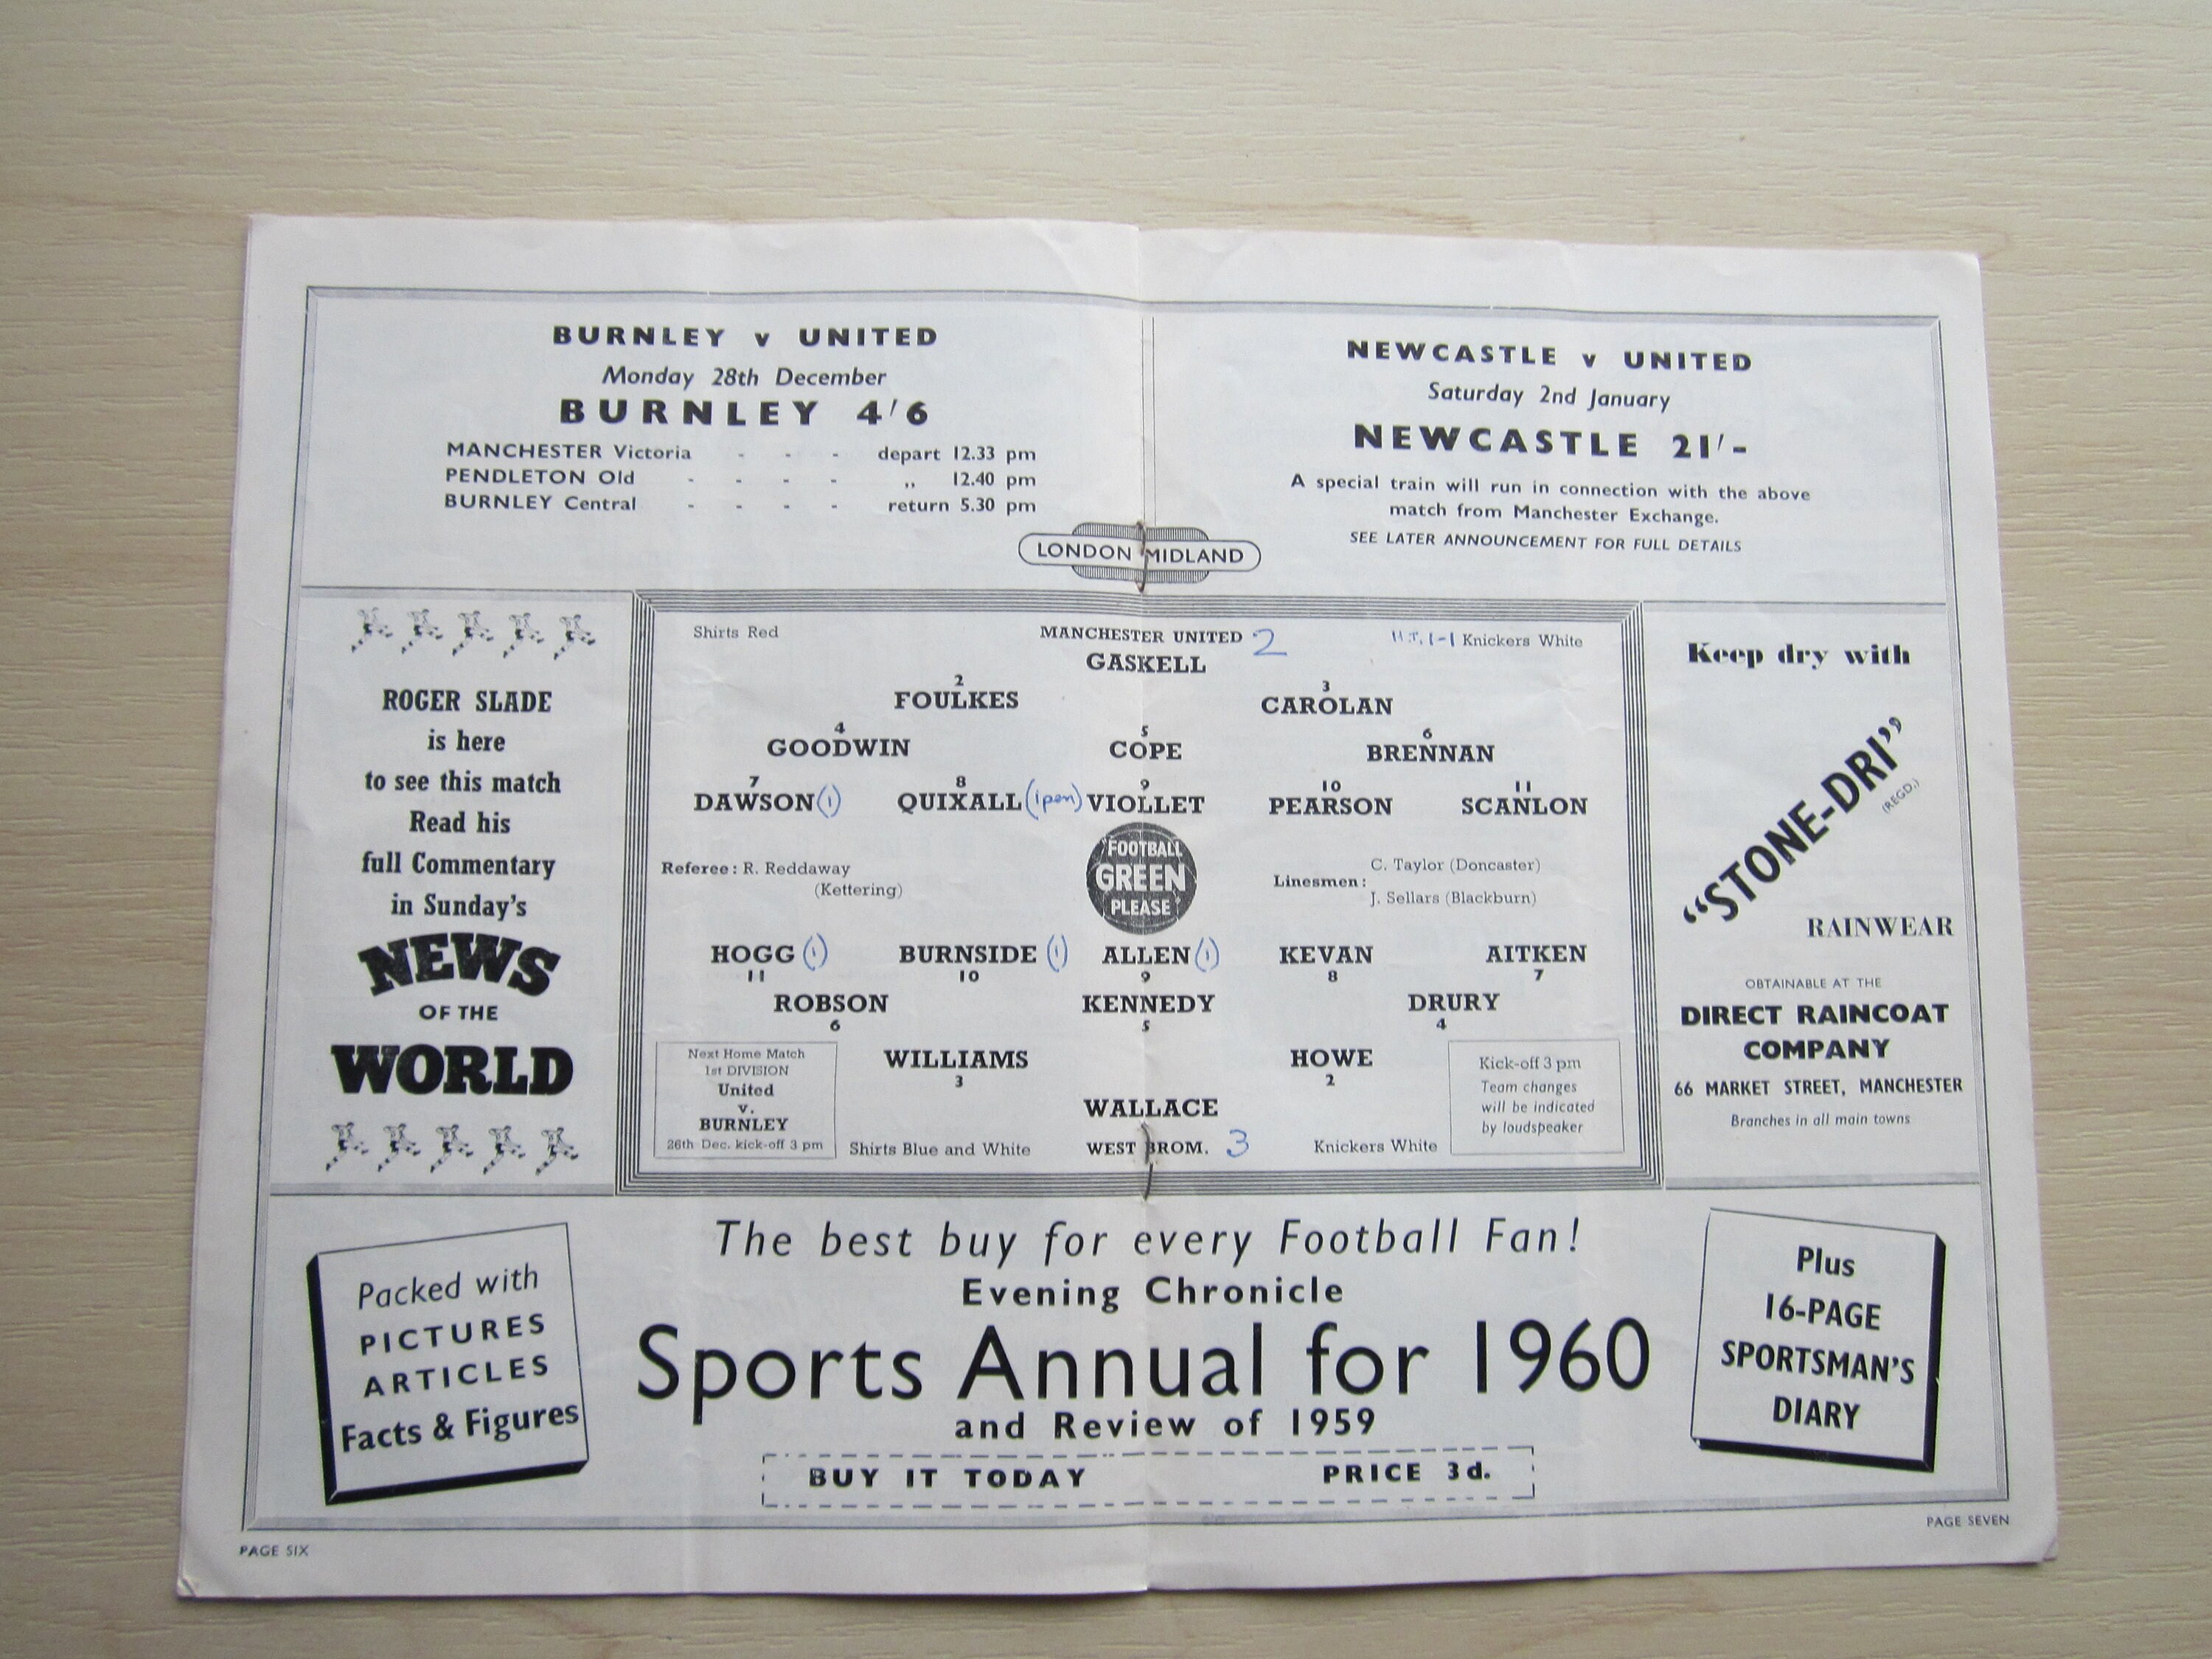 BURNLEY v UNITED
Monday 28th December
BURNLEY 4/6
MANCHESTER Victoria - - - depart 12.33 pm
PENDLETON Old - - - - ,, 12.40 pm
BURNLEY Central - - - - return 5.30 pm
NEWCASTLE v UNITED
Saturday 2nd January
NEWCASTLE 21/-
A special train will run in connection with the above
match from Manchester Exchange.
SEE LATER ANNOUNCEMENT FOR FULL DETAILS
LONDON MIDLAND
ROGER SLADE
is here
to see this match
Read his
full Commentary
in Sunday's
NEWS
OF THE
WORLD
Shirts Red MANCHESTER UNITED 2 H.T. 1-1 Knickers White
GASKELL
2 3
FOULKES CAROLAN
4 5 6
GOODWIN COPE BRENNAN
7 8 9 10 11
DAWSON (1) QUIXALL (1 pen) VIOLLET PEARSON SCANLON
Referee: R. Reddaway
(Kettering)
"FOOTBALL
GREEN
PLEASE"
Linesmen: C. Taylor (Doncaster)
J. Sellars (Blackburn)
HOGG (1) BURNSIDE (1) ALLEN (1) KEVAN AITKEN
11 10 9 8 7
ROBSON KENNEDY DRURY
6 5 4
WILLIAMS HOWE
3 2
WALLACE
Shirts Blue and White WEST BROM. 3 Knickers White
Next Home Match
1st DIVISION
United
v.
BURNLEY
26th Dec. kick-off 3 pm
Kick-off 3 pm
Team changes
will be indicated
by loudspeaker
Keep dry with
"STONE-DRI"
(REGD.)
RAINWEAR
OBTAINABLE AT THE
DIRECT RAINCOAT
COMPANY
66 MARKET STREET, MANCHESTER
Branches in all main towns
Packed with
PICTURES
ARTICLES
Facts & Figures
The best buy for every Football Fan!
Evening Chronicle
Sports Annual for 1960
and Review of 1959
BUY IT TODAY PRICE 3d.
Plus
16-PAGE
SPORTSMAN'S
DIARY
PAGE SIX
PAGE SEVEN